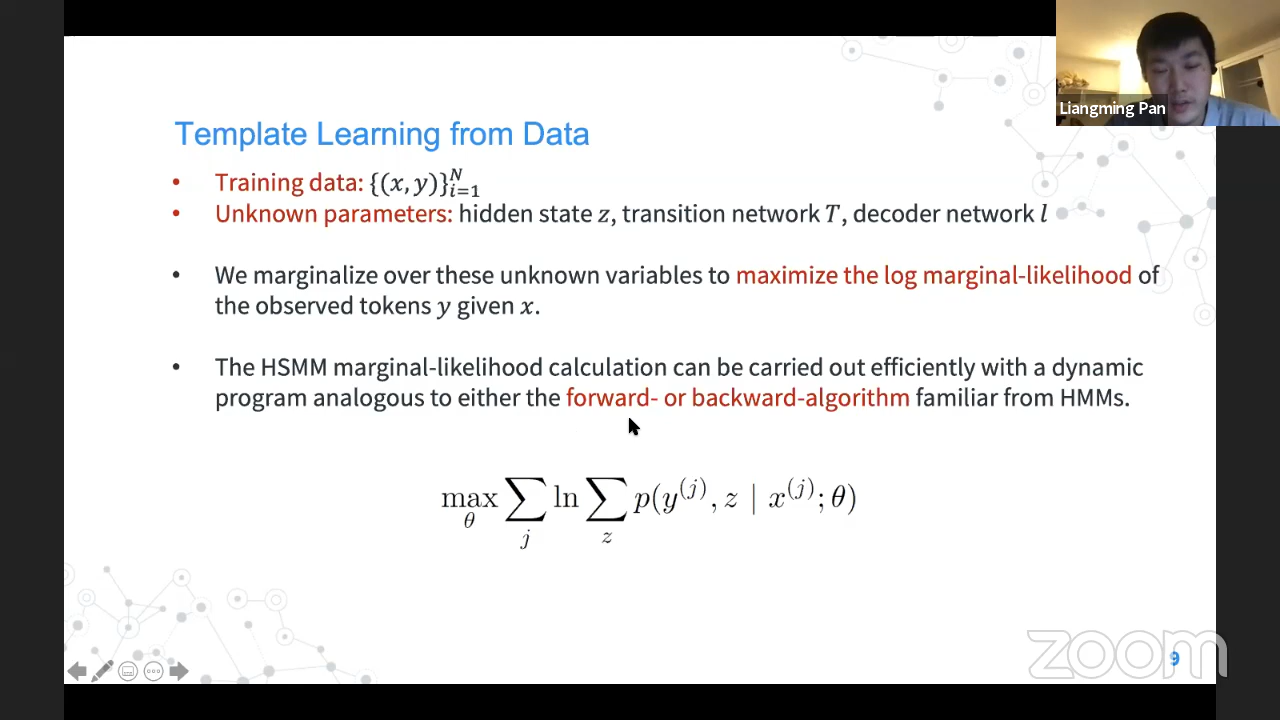 Liangming Pan
Template Learning from Data
• Training data: {(x, y)}_{i=1}^{N}
• Unknown parameters: hidden state z, transition network T, decoder network l
• We marginalize over these unknown variables to maximize the log marginal-likelihood of
the observed tokens y given x.
• The HSMM marginal-likelihood calculation can be carried out efficiently with a dynamic
program analogous to either the forward- or backward-algorithm familiar from HMMs.
max_θ ∑_j ln ∑_z p(y^{(j)}, z | x^{(j)}; θ)
zoom
9